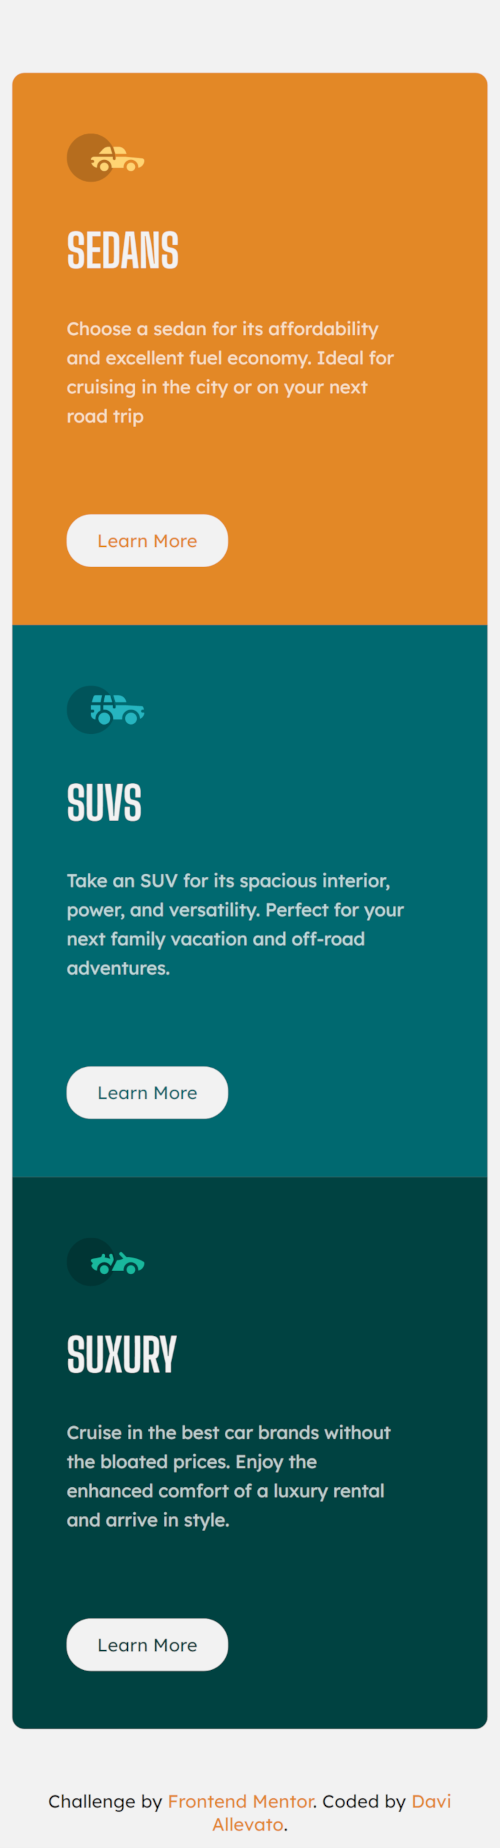 SEDANS
Choose a sedan for its affordability
and excellent fuel economy. Ideal for
cruising in the city or on your next
road trip
Learn More
SUVS
Take an SUV for its spacious interior,
power, and versatility. Perfect for your
next family vacation and off-road
adventures.
Learn More
SUXURY
Cruise in the best car brands without
the bloated prices. Enjoy the
enhanced comfort of a luxury rental
and arrive in style.
Learn More
Challenge by Frontend Mentor. Coded by Davi
Allevato.